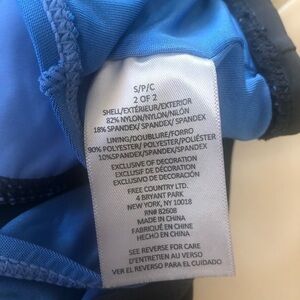 S/P/C
2 OF 2
SHELL/EXTÉRIEUR/EXTERIOR
82% NYLON/NYLON/NILÓN
18% SPANDEX/ SPANDEX/ SPANDEX
LINING/DOUBLURE/FORRO
90% POLYESTER/ POLYESTER/POLIÉSTER
10%SPANDEX/SPANDEX/ SPANDEX
EXCLUSIVE OF DECORATION
EXCLUSIF DE DÉCORATION
EXCLUSIVO DE DECORACIÓN
FREE COUNTRY LTD.
4 BRYANT PARK
NEW YORK, NY 10018
RN# 82608
MADE IN CHINA
FABRIQUÉ EN CHINE
HECHO EN CHINA
SEE REVERSE FOR CARE
D'ENTRETIEN AU VERSO
VER EL REVERSO PARA EL CUIDADO